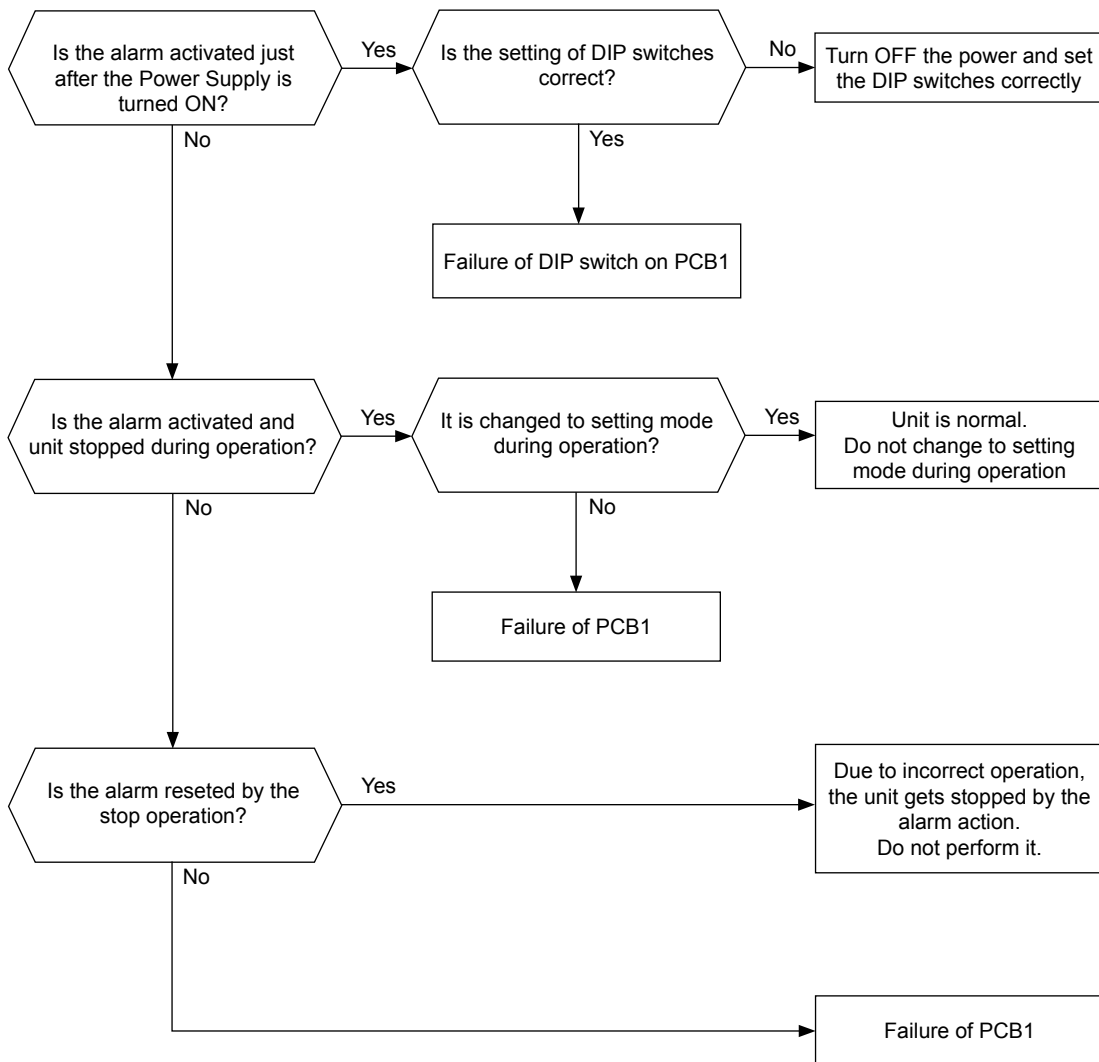 Is the alarm activated just
after the Power Supply is
turned ON?
Yes
Is the setting of DIP switches
correct?
No
Turn OFF the power and set
the DIP switches correctly
No
Yes
Failure of DIP switch on PCB1
Is the alarm activated and
unit stopped during operation?
Yes
It is changed to setting mode
during operation?
Yes
Unit is normal.
Do not change to setting
mode during operation
No
No
Failure of PCB1
Is the alarm reseted by the
stop operation?
Yes
Due to incorrect operation,
the unit gets stopped by the
alarm action.
Do not perform it.
No
Failure of PCB1